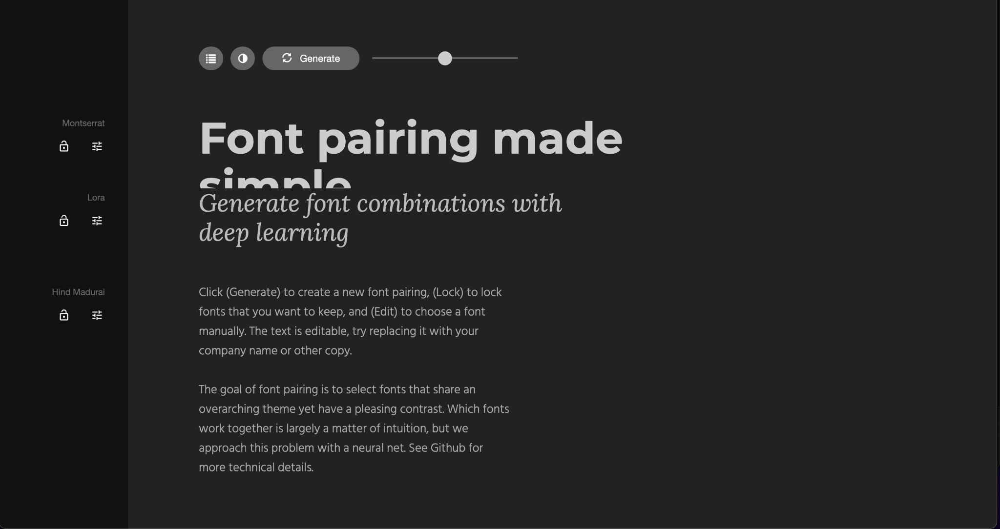 Generate
Montserrat
Font pairing made
simple
Lora
Generate font combinations with
deep learning
Hind Madurai
Click (Generate) to create a new font pairing, (Lock) to lock
fonts that you want to keep, and (Edit) to choose a font
manually. The text is editable, try replacing it with your
company name or other copy.
The goal of font pairing is to select fonts that share an
overarching theme yet have a pleasing contrast. Which fonts
work together is largely a matter of intuition, but we
approach this problem with a neural net. See Github for
more technical details.